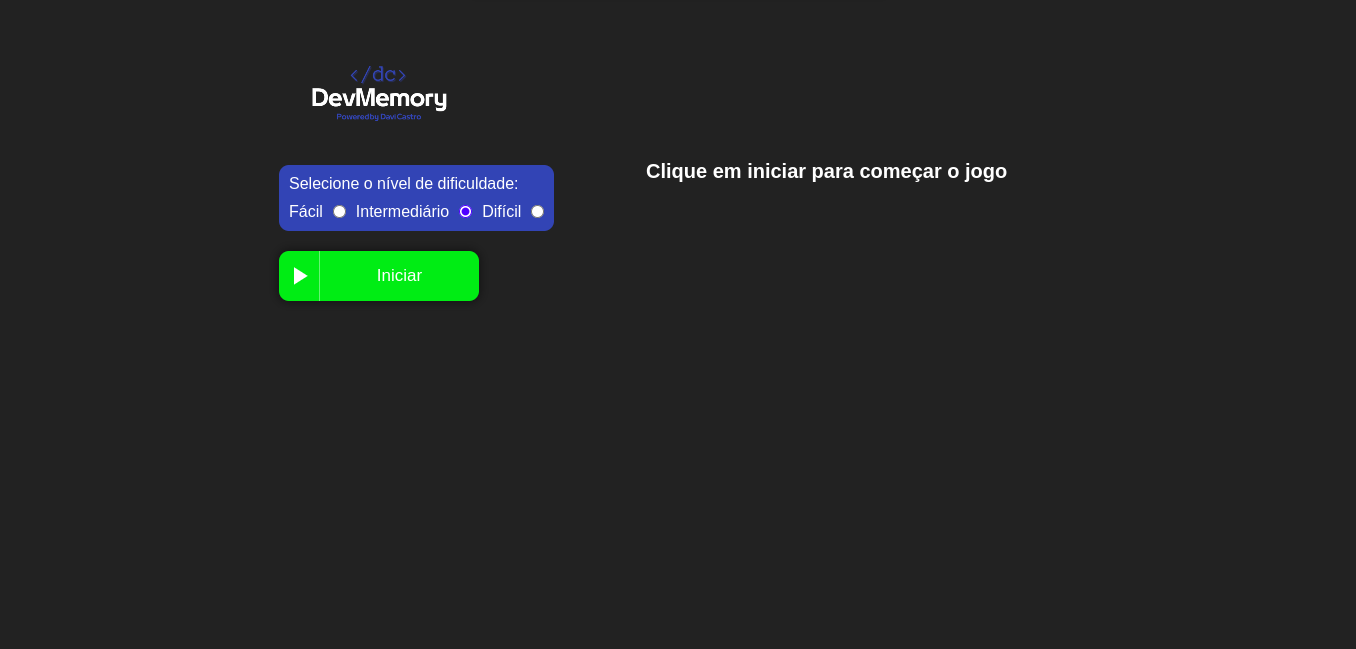 </dc>
DevMemory
Powered by Davi Castro
Selecione o nível de dificuldade:
Fácil Intermediário Difícil
Iniciar
Clique em iniciar para começar o jogo